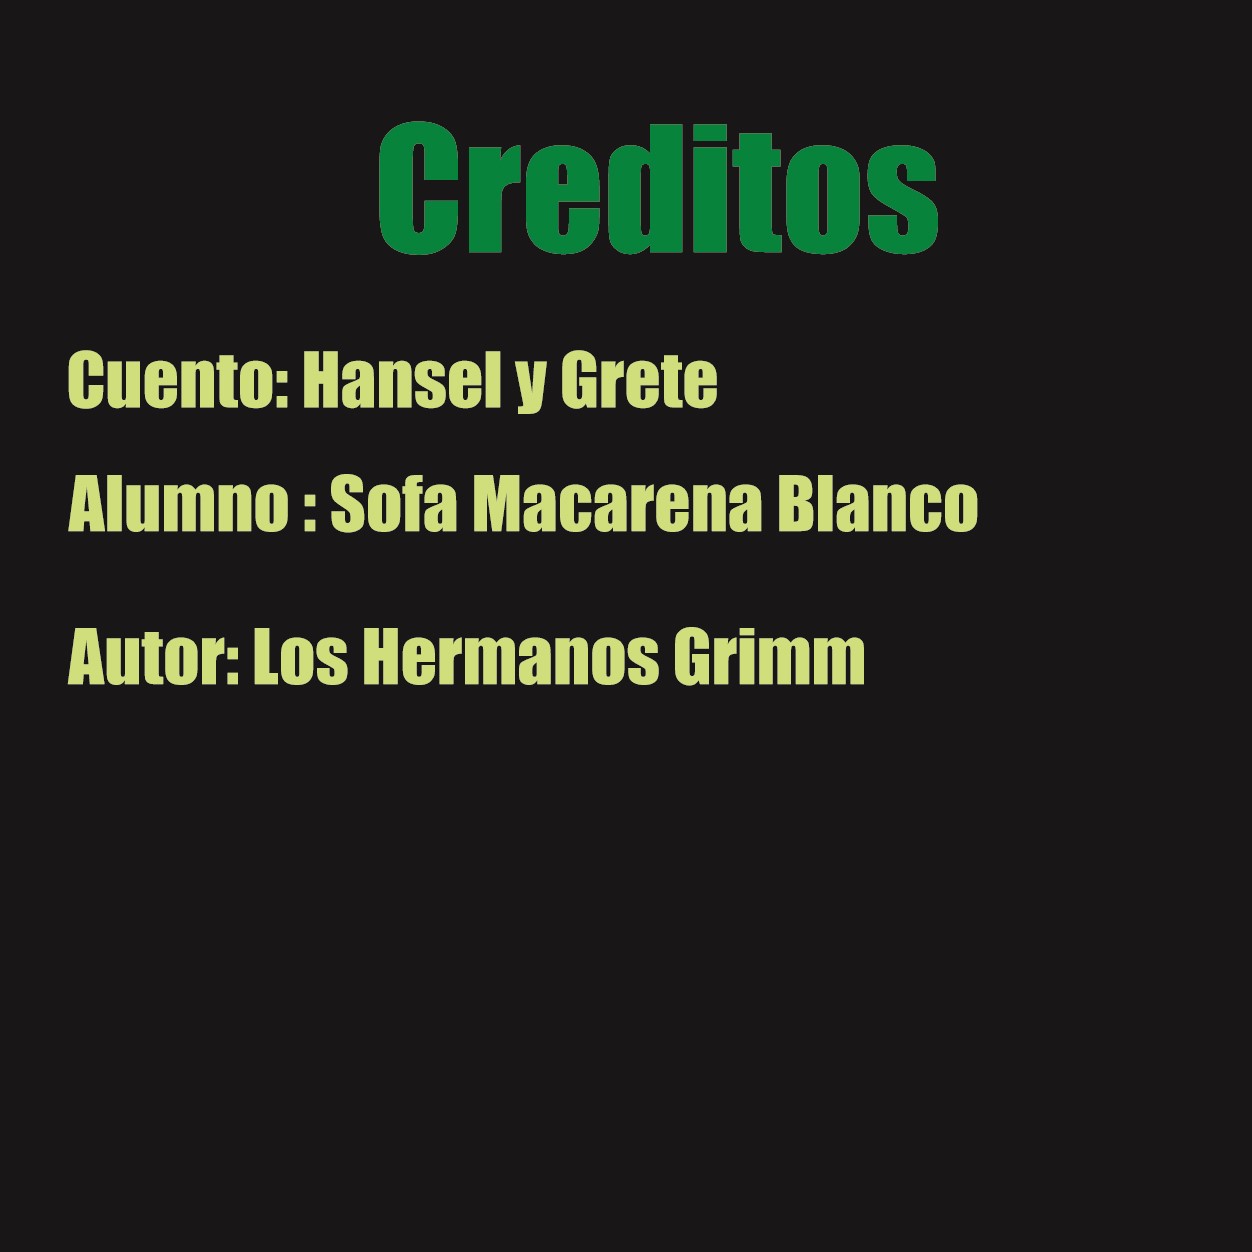 Creditos
Cuento: Hansel y Grete
Alumno : Sofa Macarena Blanco
Autor: Los Hermanos Grimm